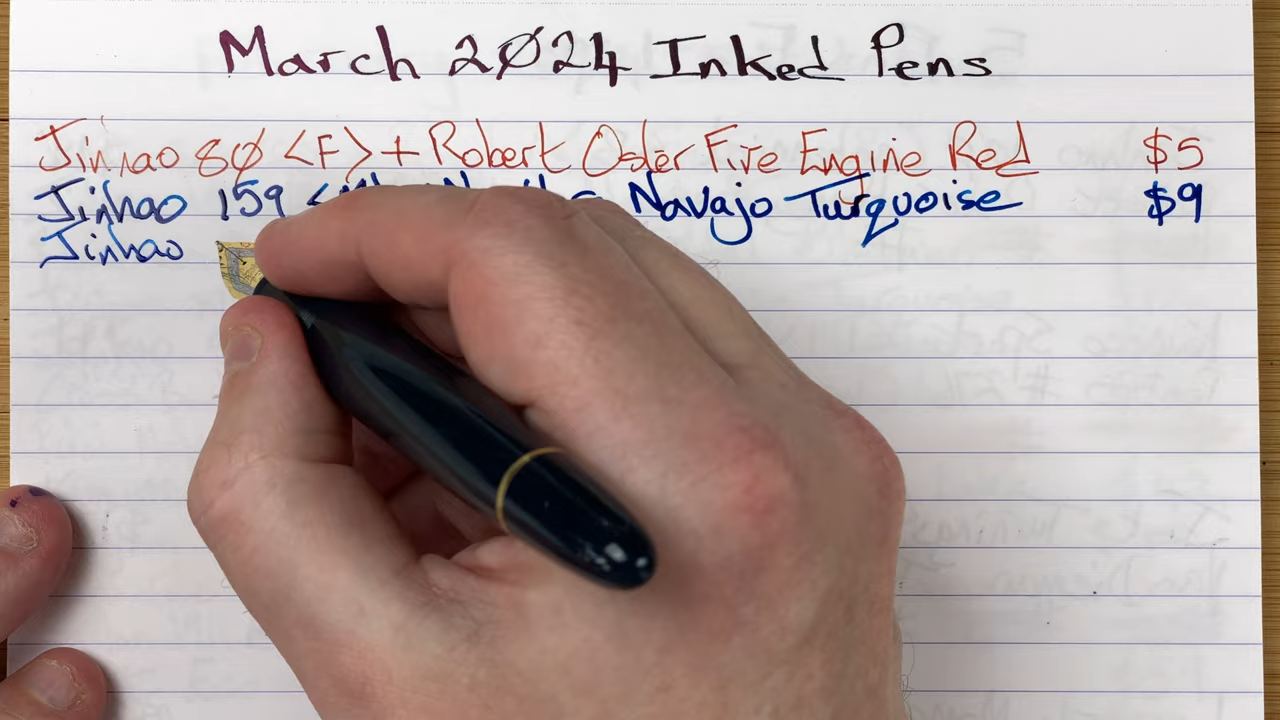 March 2024 Inked Pens
Jinhao 80 <F> + Robert Oster Fire Engine Red $5
Jinhao 159 Navajo Turquoise $9
Jinhao